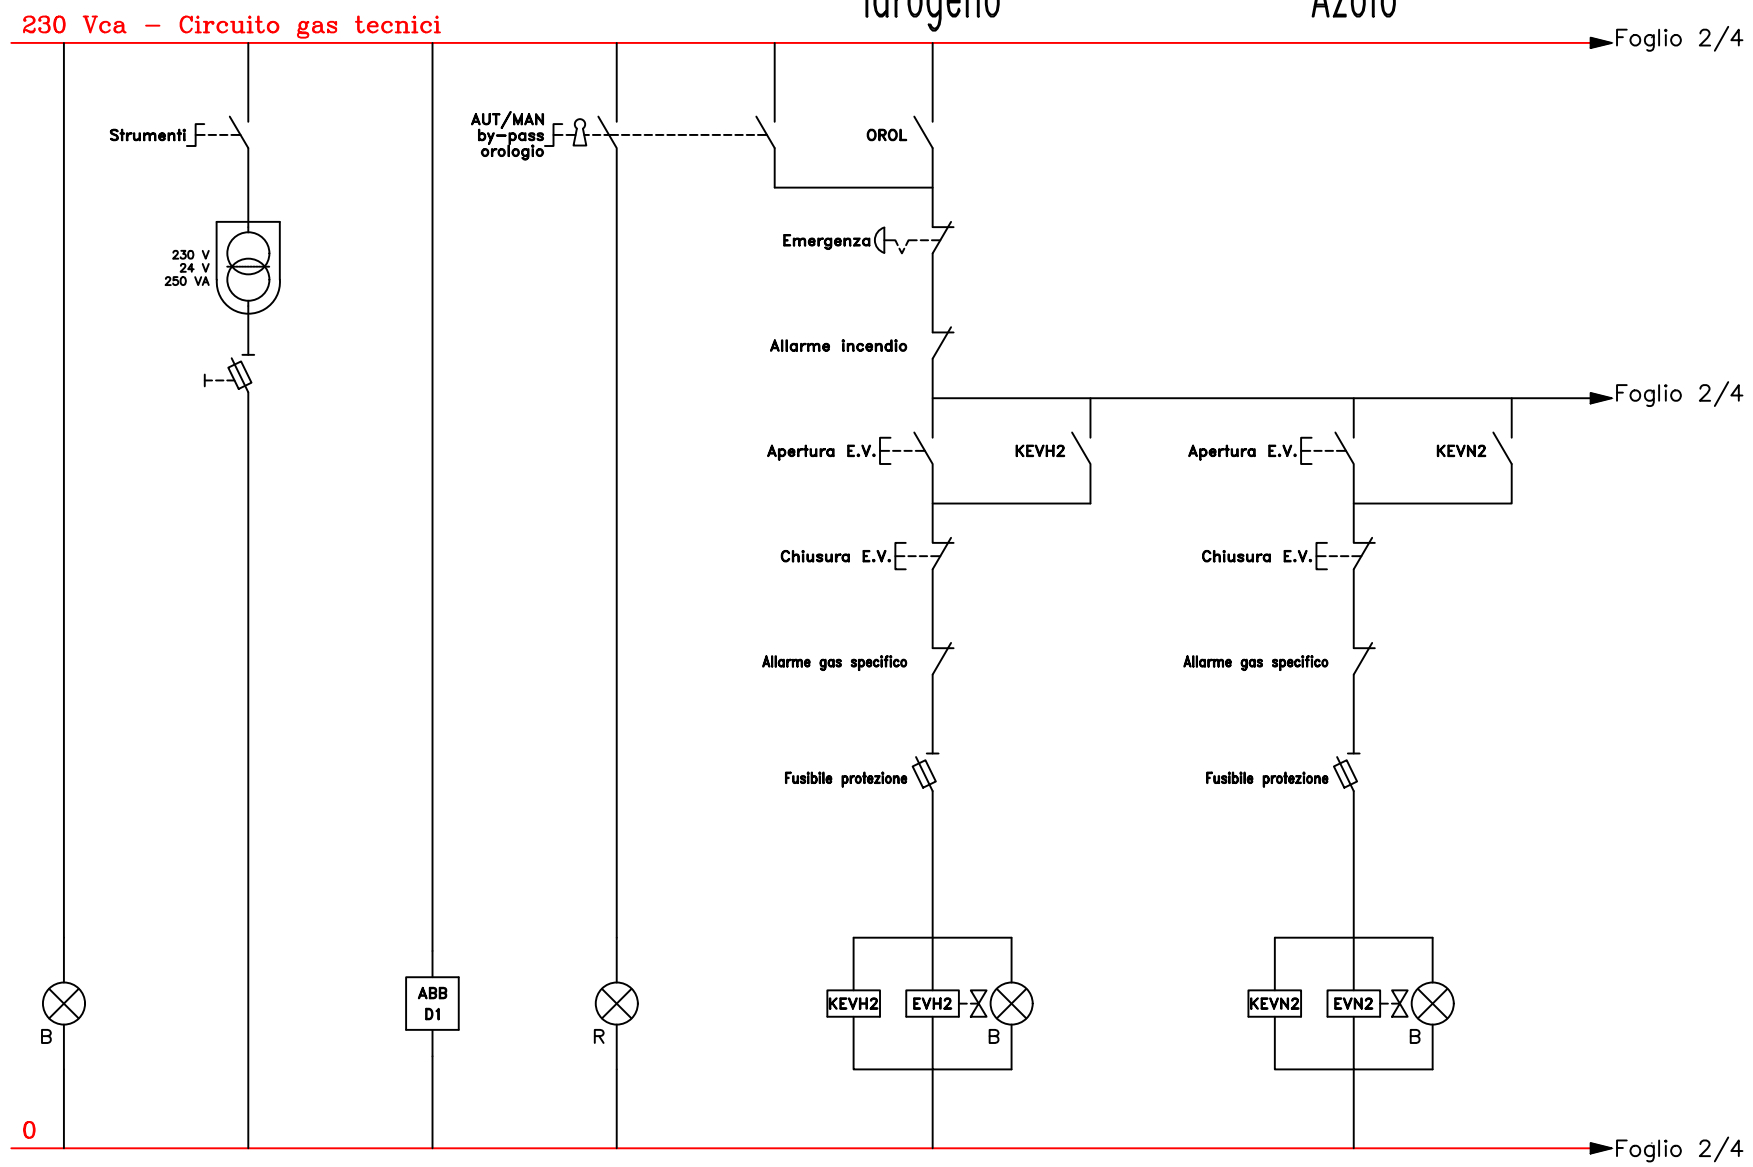 Idrogeno
Azoto
230 Vca – Circuito gas tecnici
Foglio 2/4
Strumenti
AUT/MAN
by-pass
orologio
OROL
230 V
24 V
250 VA
Emergenza
Allarme incendio
Foglio 2/4
Apertura E.V.
KEVH2
Apertura E.V.
KEVN2
Chiusura E.V.
Chiusura E.V.
Allarme gas specifico
Allarme gas specifico
Fusibile protezione
Fusibile protezione
ABB
D1
KEVH2
EVH2
KEVN2
EVN2
B
R
B
B
0
Foglio 2/4